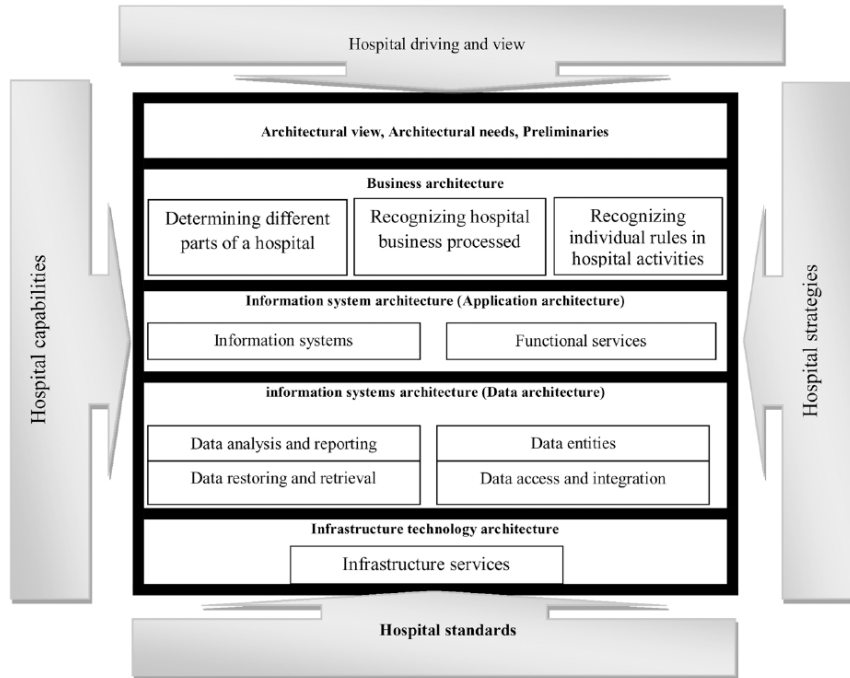 Hospital driving and view
Architectural view, Architectural needs, Preliminaries
Business architecture
Determining different
parts of a hospital
Recognizing hospital
business processed
Recognizing
individual rules in
hospital activities
Information system architecture (Application architecture)
Information systems
Functional services
information systems architecture (Data architecture)
Data analysis and reporting
Data entities
Data restoring and retrieval
Data access and integration
Infrastructure technology architecture
Infrastructure services
Hospital capabilities
Hospital strategies
Hospital standards